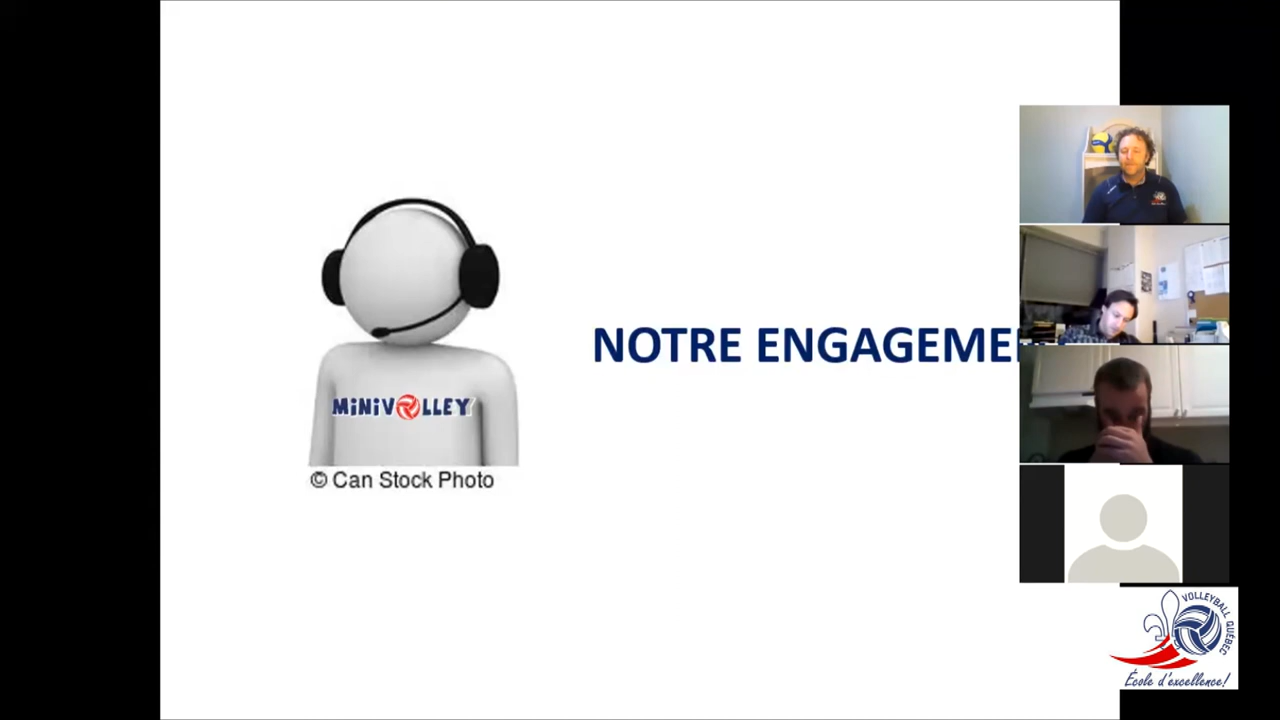 NOTRE ENGAGEME
MiNiVOLLEY
© Can Stock Photo
VOLLEYBALL QUÉBEC
École d'excellence!